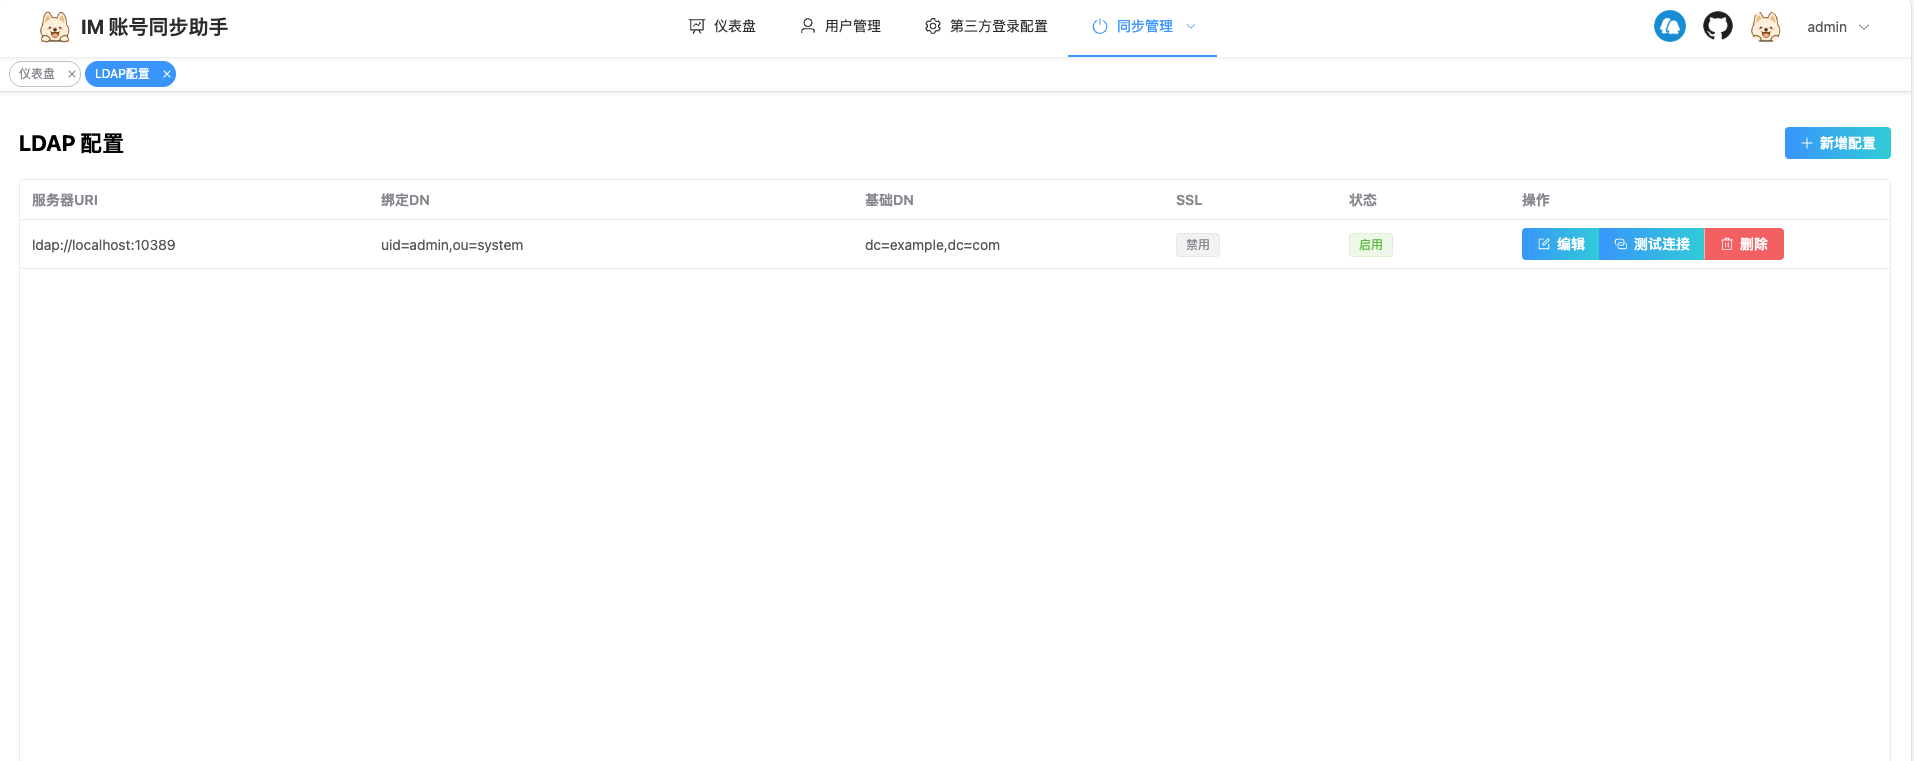 IM 账号同步助手
仪表盘
用户管理
第三方登录配置
同步管理
admin
仪表盘
LDAP配置
LDAP 配置
新增配置
服务器URI 绑定DN 基础DN SSL 状态 操作
ldap://localhost:10389 uid=admin,ou=system dc=example,dc=com 禁用 启用 编辑 测试连接 删除